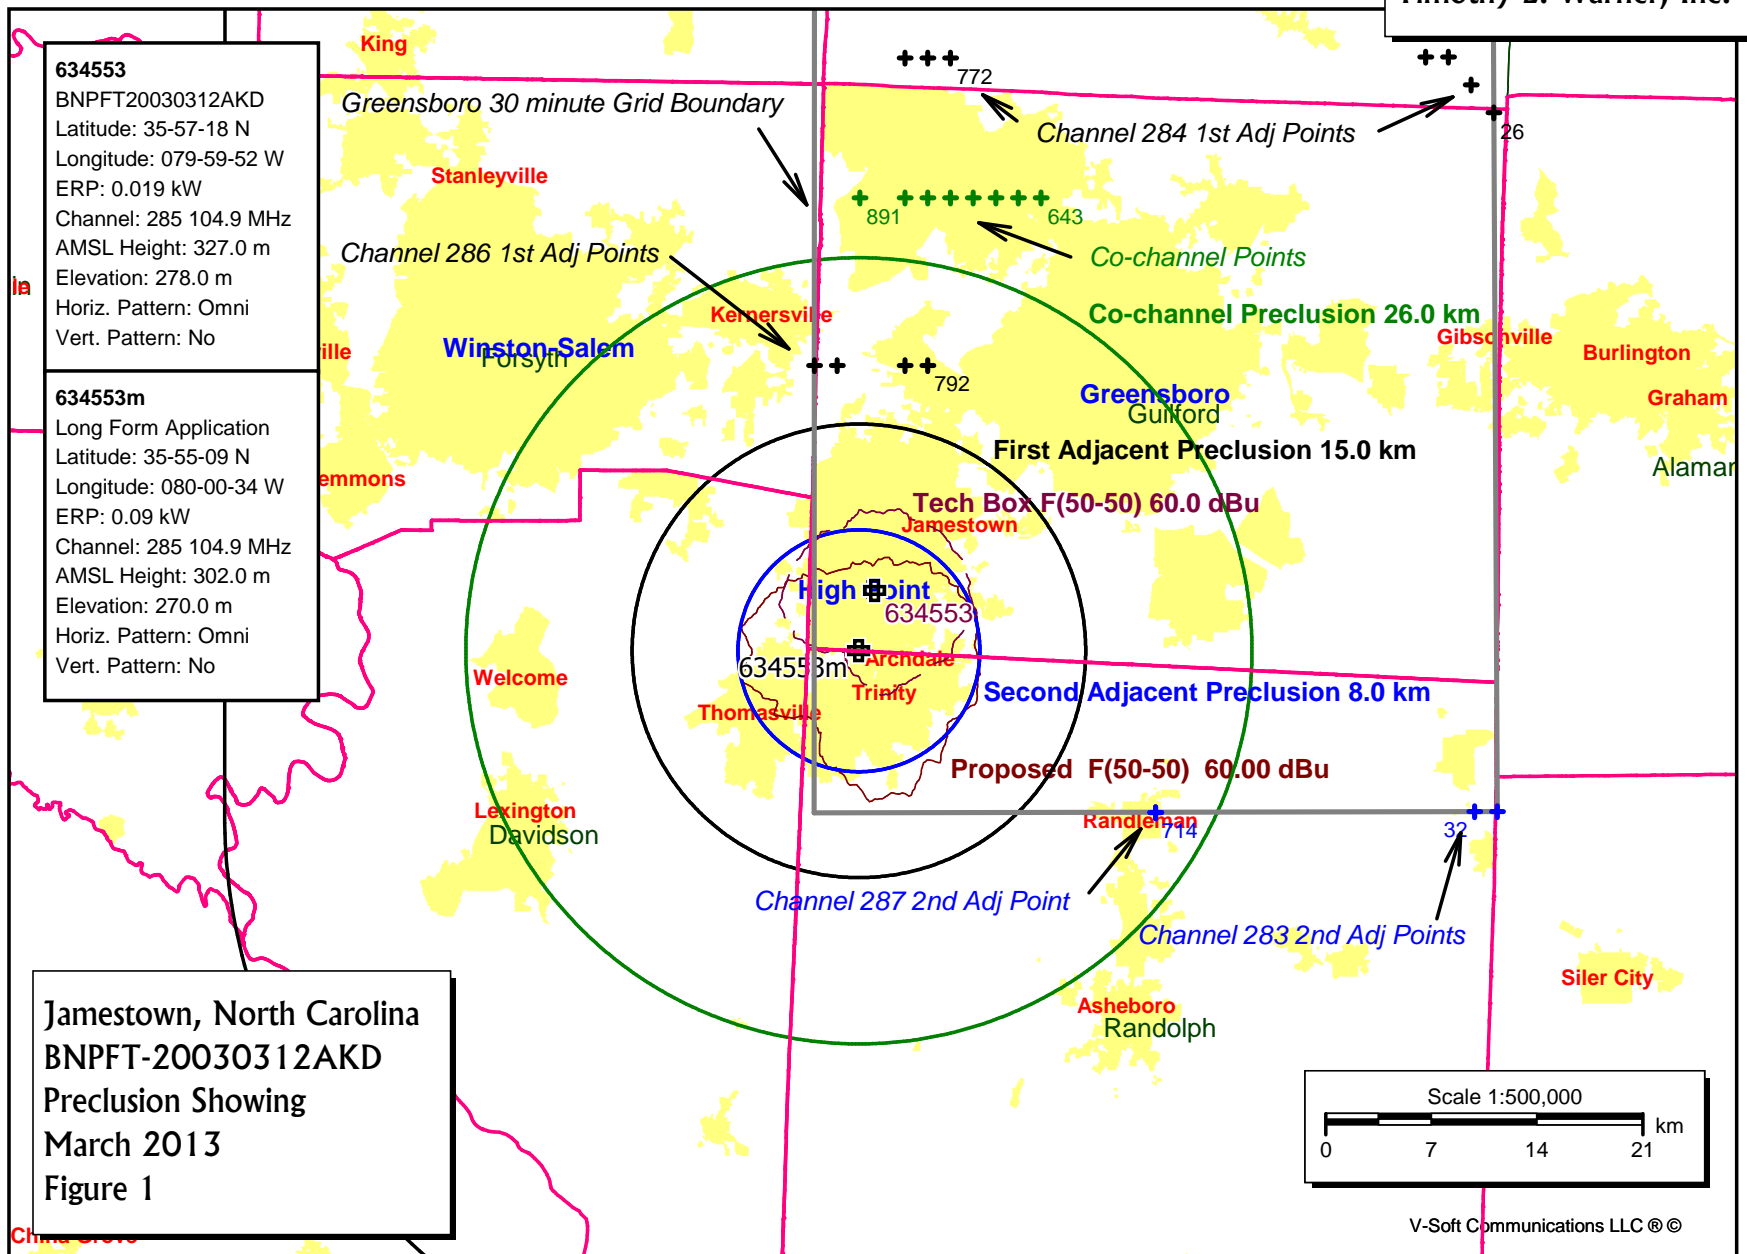 Timothy L. Warner, Inc.
634553
BNPFT20030312AKD
Latitude: 35-57-18 N
Longitude: 079-59-52 W
ERP: 0.019 kW
Channel: 285 104.9 MHz
AMSL Height: 327.0 m
Elevation: 278.0 m
Horiz. Pattern: Omni
Vert. Pattern: No
634553m
Long Form Application
Latitude: 35-55-09 N
Longitude: 080-00-34 W
ERP: 0.09 kW
Channel: 285 104.9 MHz
AMSL Height: 302.0 m
Elevation: 270.0 m
Horiz. Pattern: Omni
Vert. Pattern: No
King
772
Greensboro 30 minute Grid Boundary
Channel 284 1st Adj Points
26
Stanleyville
891
643
Channel 286 1st Adj Points
Co-channel Points
Kernersville
Co-channel Preclusion 26.0 km
Gibsonville
Burlington
ville
Winston-Salem
Forsyth
792
Greensboro
Guilford
Graham
First Adjacent Preclusion 15.0 km
Alamar
emmons
Tech Box F(50-50) 60.0 dBu
Jamestown
High Point
634553
634553m
Archdale
Trinity
Welcome
Second Adjacent Preclusion 8.0 km
Thomasville
Proposed F(50-50) 60.00 dBu
Lexington
Davidson
Randleman
714
32
Channel 287 2nd Adj Point
Channel 283 2nd Adj Points
Siler City
Asheboro
Randolph
Jamestown, North Carolina
BNPFT-20030312AKD
Preclusion Showing
March 2013
Figure 1
Scale 1:500,000
km
0 7 14 21
China Grove
V-Soft Communications LLC ® ©